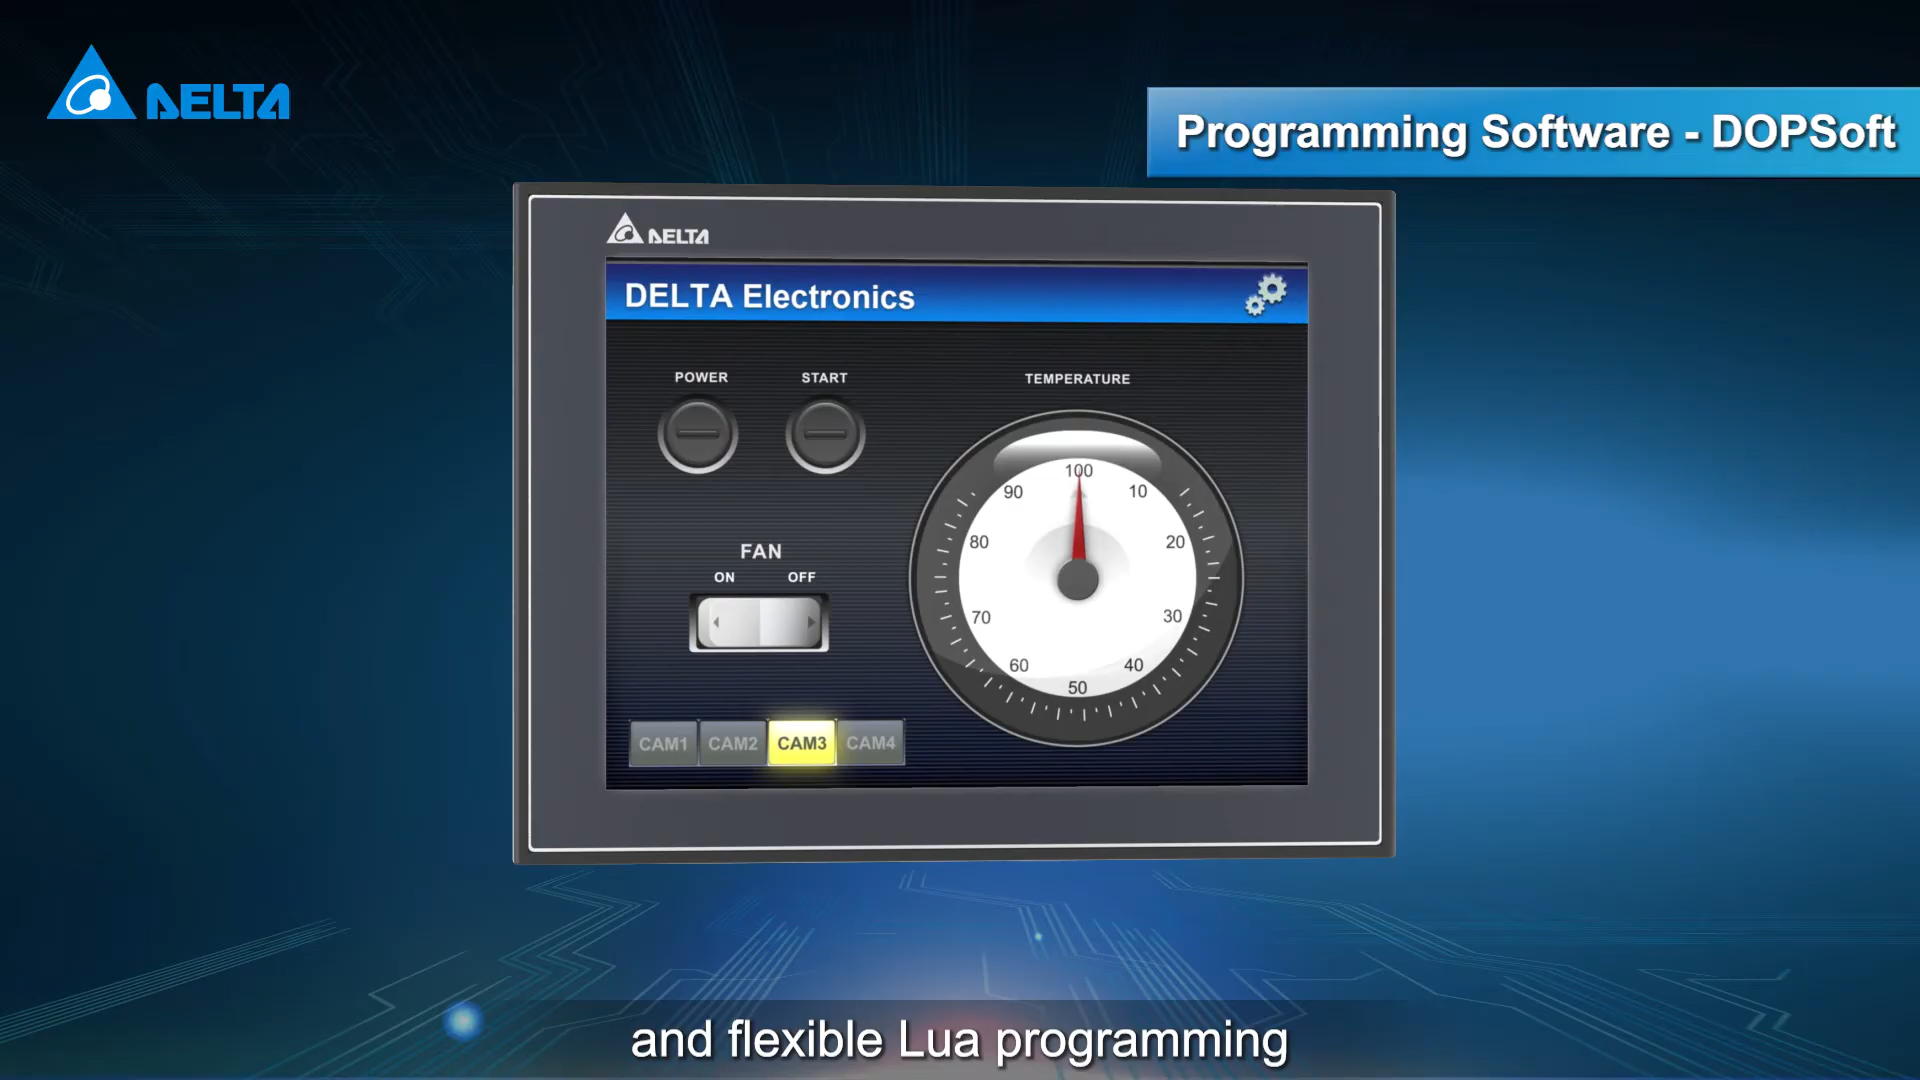 DELTA
Programming Software - DOPSoft
DELTA
DELTA Electronics
POWER START
TEMPERATURE
FAN
ON OFF
100
90 10
80 20
70 30
60 40
50
CAM1 CAM2 CAM3 CAM4
and flexible Lua programming